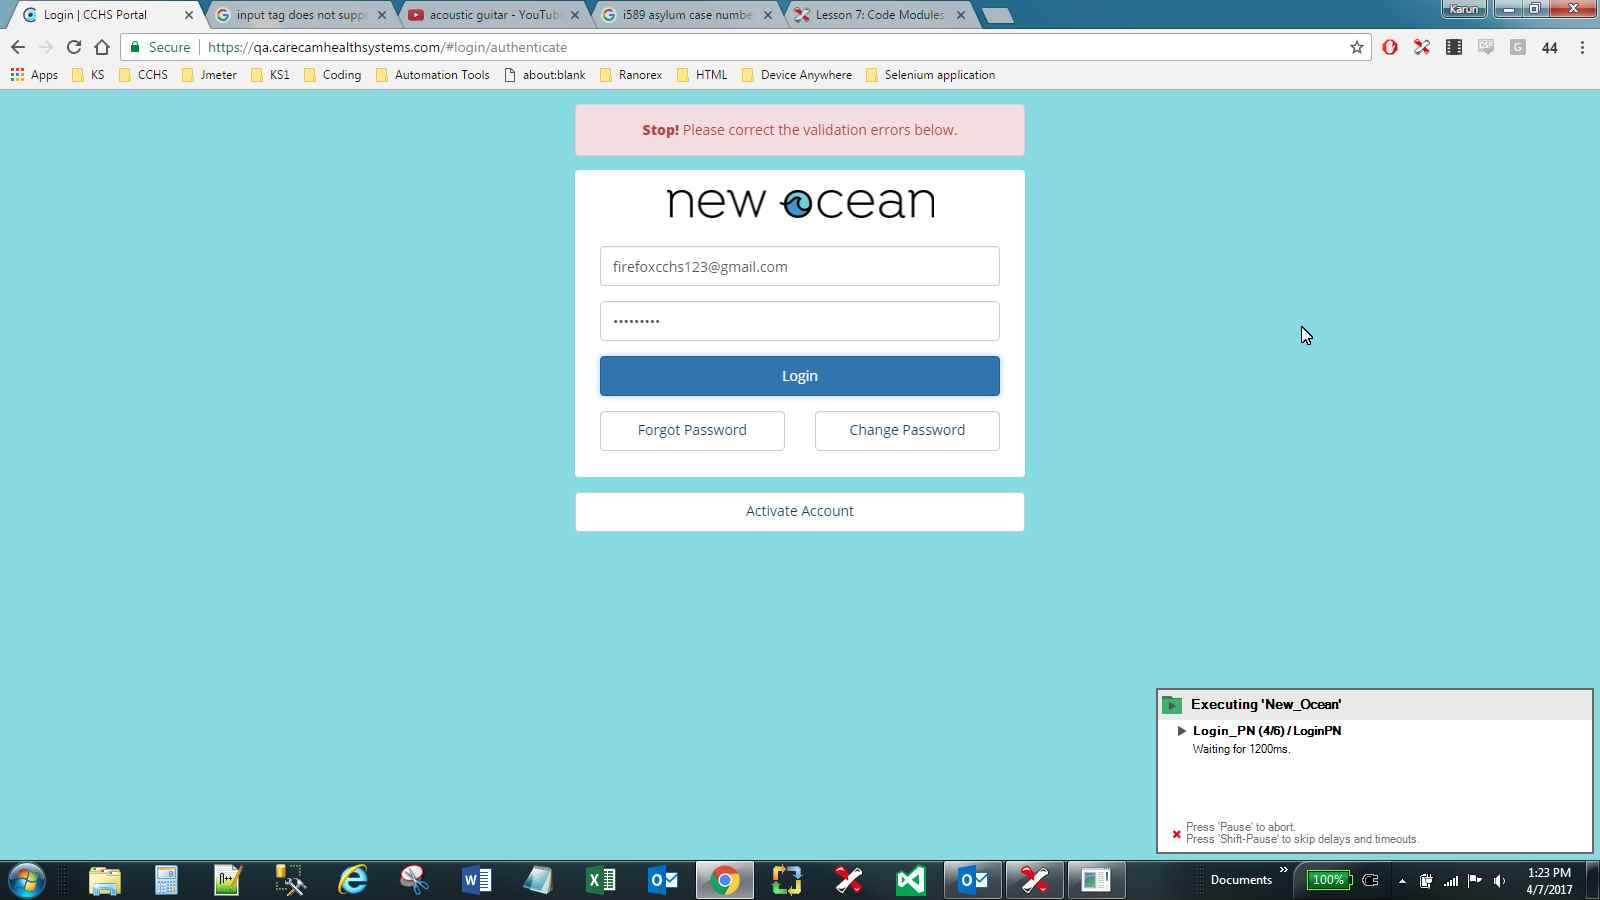 Login | CCHS Portal
input tag does not suppo
acoustic guitar - YouTube
i589 asylum case numbe
Lesson 7: Code Modules
Karun
Secure
https://qa.carecamhealthsystems.com/#login/authenticate
CSP
G
44
Apps
KS
CCHS
Jmeter
KS1
Coding
Automation Tools
about:blank
Ranorex
HTML
Device Anywhere
Selenium application
Stop! Please correct the validation errors below.
new ocean
firefoxcchs123@gmail.com
•••••••••
Login
Forgot Password
Change Password
Activate Account
Executing 'New_Ocean'
Login_PN (4/6) / LoginPN
Waiting for 1200ms.
Press 'Pause' to abort.
Press 'Shift-Pause' to skip delays and timeouts.
Documents
»
100%
1:23 PM
4/7/2017